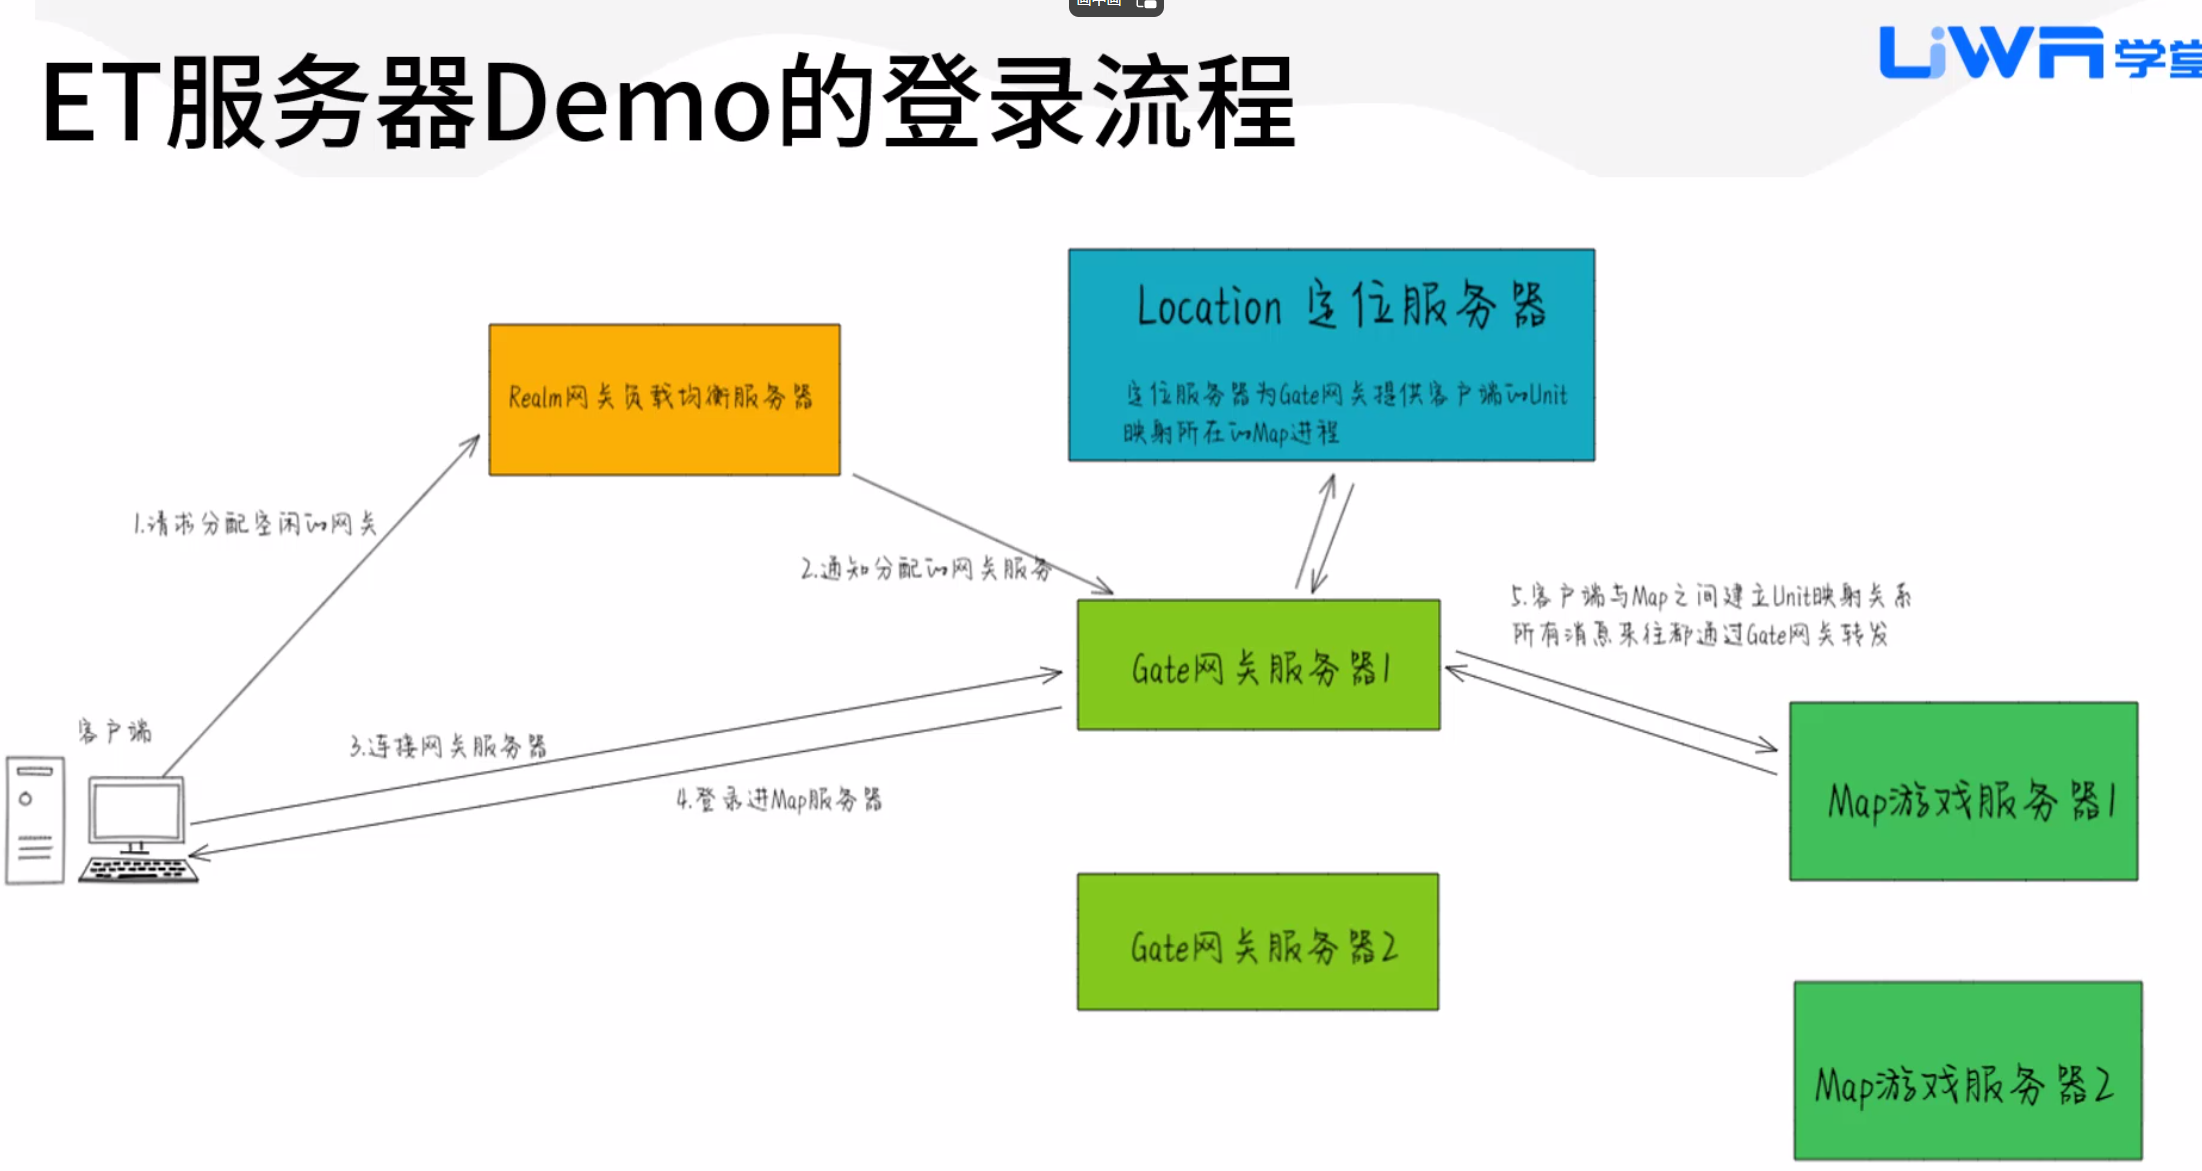 ET服务器Demo的登录流程
LiWA学堂
Location 定位服务器
定位服务器为Gate网关提供客户端的Unit
映射所在的Map进程
Realm网关负载均衡服务器
1.请求分配空闲的网关
2.通知分配的网关服务
5.客户端与Map之间建立Unit映射关系
所有消息来往都通过Gate网关转发
Gate网关服务器1
客户端
3.连接网关服务器
4.登录进Map服务器
Map游戏服务器1
Gate网关服务器2
Map游戏服务器2